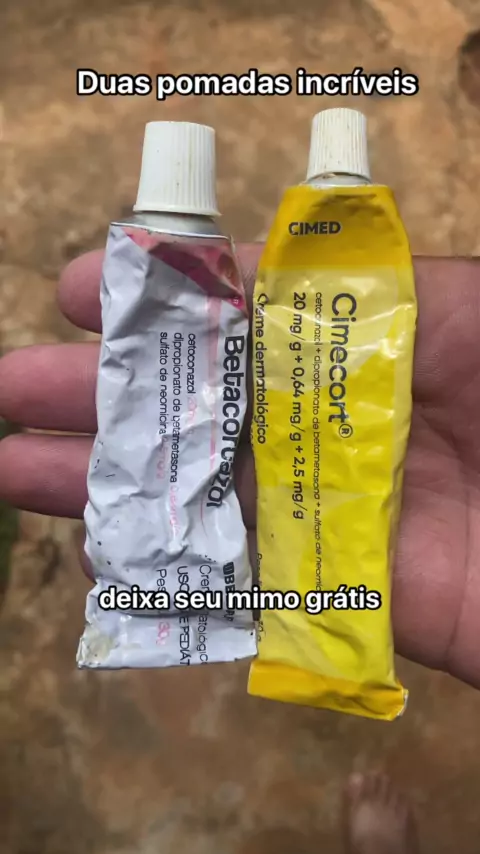 Duas pomadas incríveis
Betacortazol
cetoconazol
dipropionato de betametasona
sulfato de neomicina
CIMED
Cimecort®
cetoconazol + dipropionato de betametasona + sulfato de neomicina
20 mg/g + 0,64 mg/g + 2,5 mg/g
Creme dermatológico
deixa seu mimo grátis